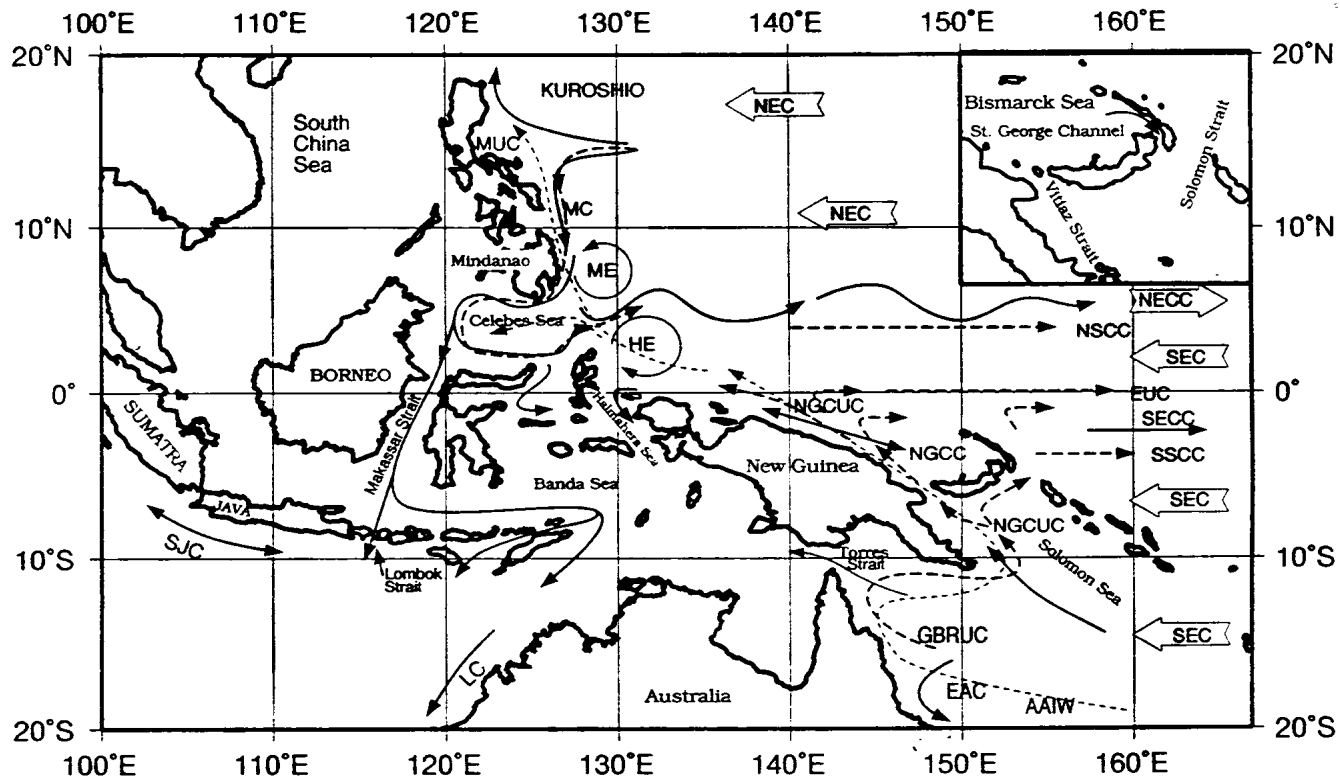 100°E 110°E 120°E 130°E 140°E 150°E 160°E
20°N 20°N
KUROSHIO
NEC
Bismarck Sea
St. George Channel
Solomon Strait
Vitiaz Strait
South
China
Sea
MUC
MC
NEC
10°N 10°N
Mindanao
ME
NECC
Celebes Sea
NSCC
HE
SEC
BORNEO
0° 0°
EUC
NGCUC
SUMATRA
Makassar Strait
Halmahera Sea
SECC
NGCC
SSCC
New Guinea
Banda Sea
SEC
JAVA
NGCUC
SJC
Torres
Strait
Solomon Sea
10°S 10°S
Lombok
Strait
GBRUC
SEC
LC
EAC
Australia
AAIW
20°S 20°S
100°E 110°E 120°E 130°E 140°E 150°E 160°E